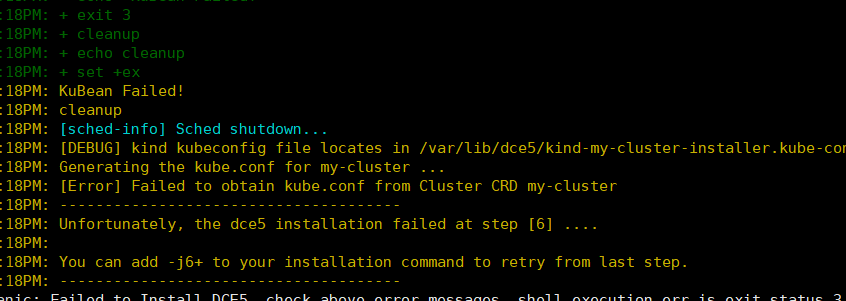 :18PM: + exit 3
:18PM: + cleanup
:18PM: + echo cleanup
:18PM: + set +ex
:18PM: KuBean Failed!
:18PM: cleanup
:18PM: [sched-info] Sched shutdown...
:18PM: [DEBUG] kind kubeconfig file locates in /var/lib/dce5/kind-my-cluster-installer.kube-con
:18PM: Generating the kube.conf for my-cluster ...
:18PM: [Error] Failed to obtain kube.conf from Cluster CRD my-cluster
:18PM: --------------------------------------
:18PM: Unfortunately, the dce5 installation failed at step [6] ....
:18PM:
:18PM: You can add -j6+ to your installation command to retry from last step.
:18PM: --------------------------------------
anic: Failed to Install DCE5, check above error messages, shell execution err is exit status 3